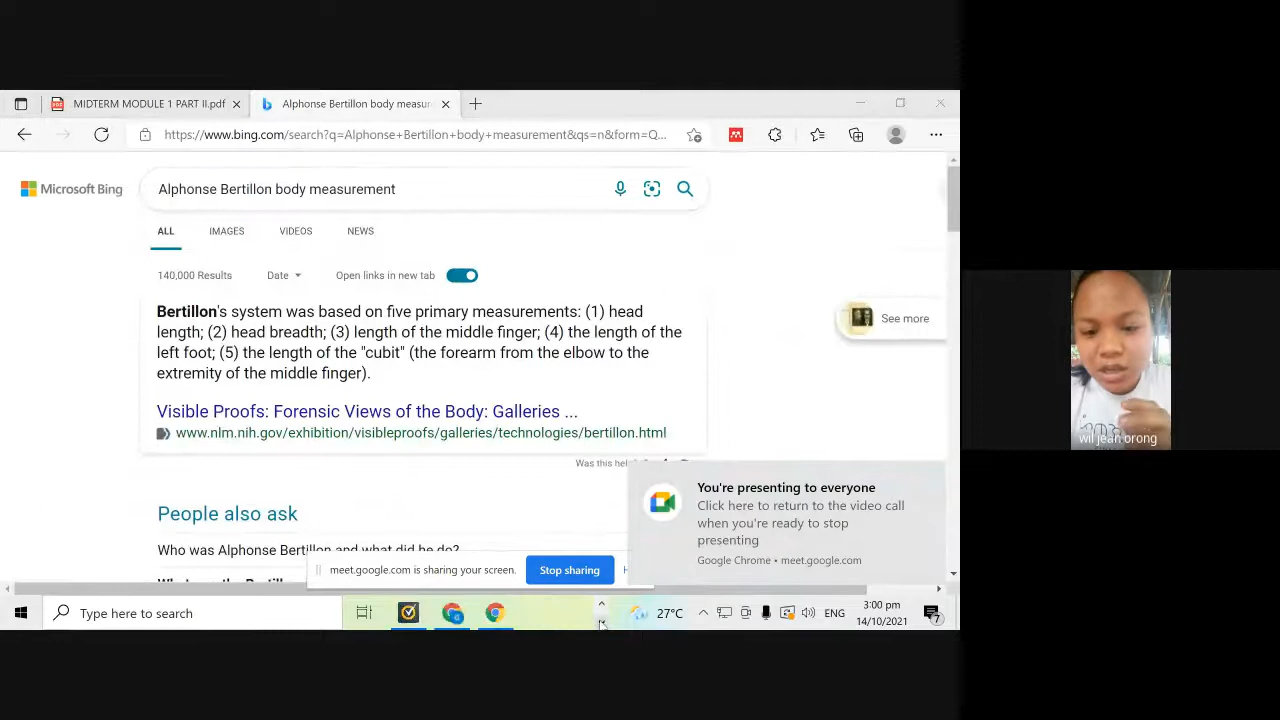 MIDTERM MODULE 1 PART II.pdf
Alphonse Bertillon body measur
https://www.bing.com/search?q=Alphonse+Bertillon+body+measurement&qs=n&form=Q...
Microsoft Bing
Alphonse Bertillon body measurement
ALL IMAGES VIDEOS NEWS
140,000 Results Date Open links in new tab
Bertillon's system was based on five primary measurements: (1) head
length; (2) head breadth; (3) length of the middle finger; (4) the length of the
left foot; (5) the length of the "cubit" (the forearm from the elbow to the
extremity of the middle finger).
See more
Visible Proofs: Forensic Views of the Body: Galleries ...
www.nlm.nih.gov/exhibition/visibleproofs/galleries/technologies/bertillon.html
Was this
People also ask
Who was Alphonse Bertillon and what did he do?
You're presenting to everyone
Click here to return to the video call
when you're ready to stop
presenting
Google Chrome • meet.google.com
meet.google.com is sharing your screen.
Stop sharing
Type here to search
27°C
ENG
3:00 pm
14/10/2021
7
wil jean orong